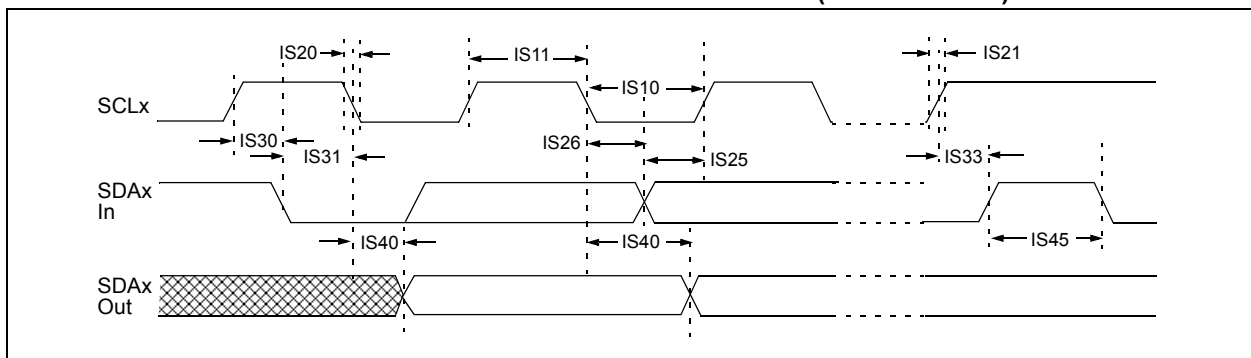 IS20
IS11
IS10
IS21
SCLx
IS30
IS31
IS26
IS25
IS33
SDAx
In
IS40
IS40
IS45
SDAx
Out